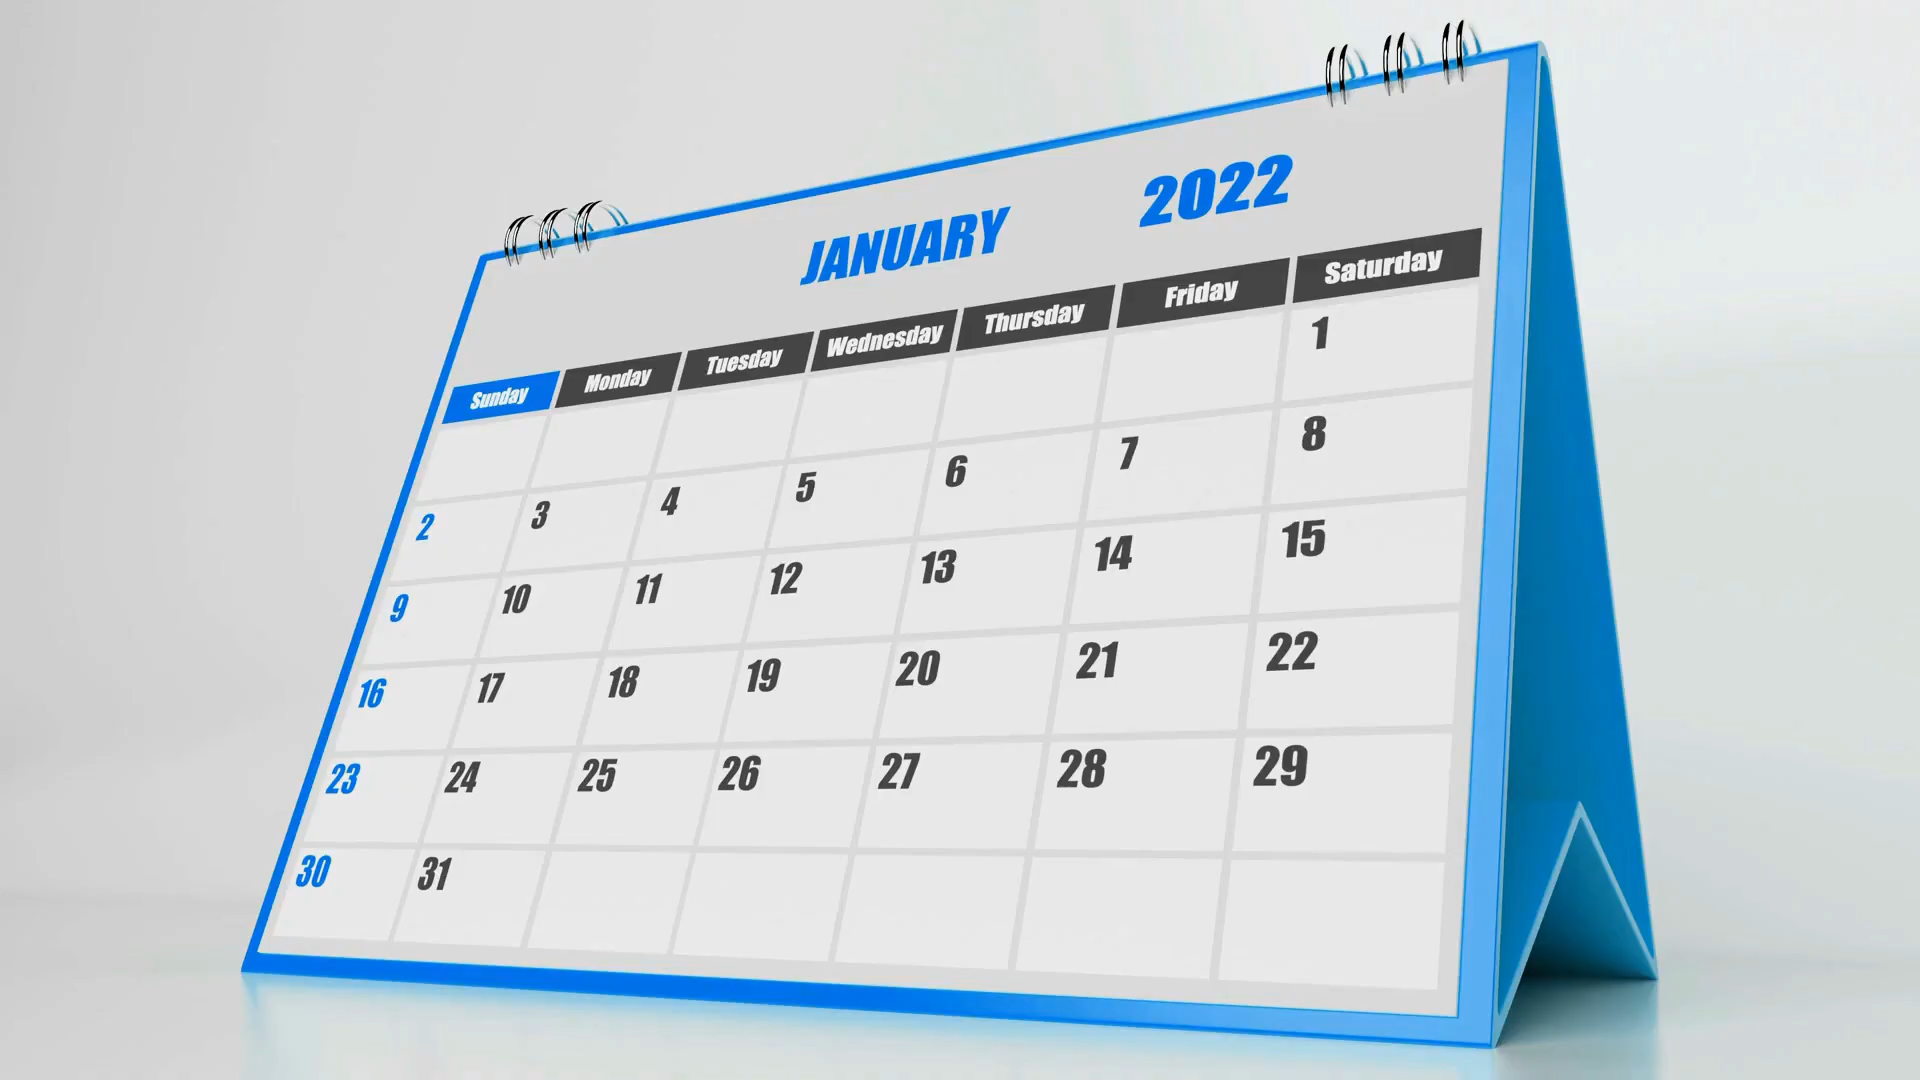 JANUARY 2022
Sunday Monday Tuesday Wednesday Thursday Friday Saturday
1
2 3 4 5 6 7 8
9 10 11 12 13 14 15
16 17 18 19 20 21 22
23 24 25 26 27 28 29
30 31